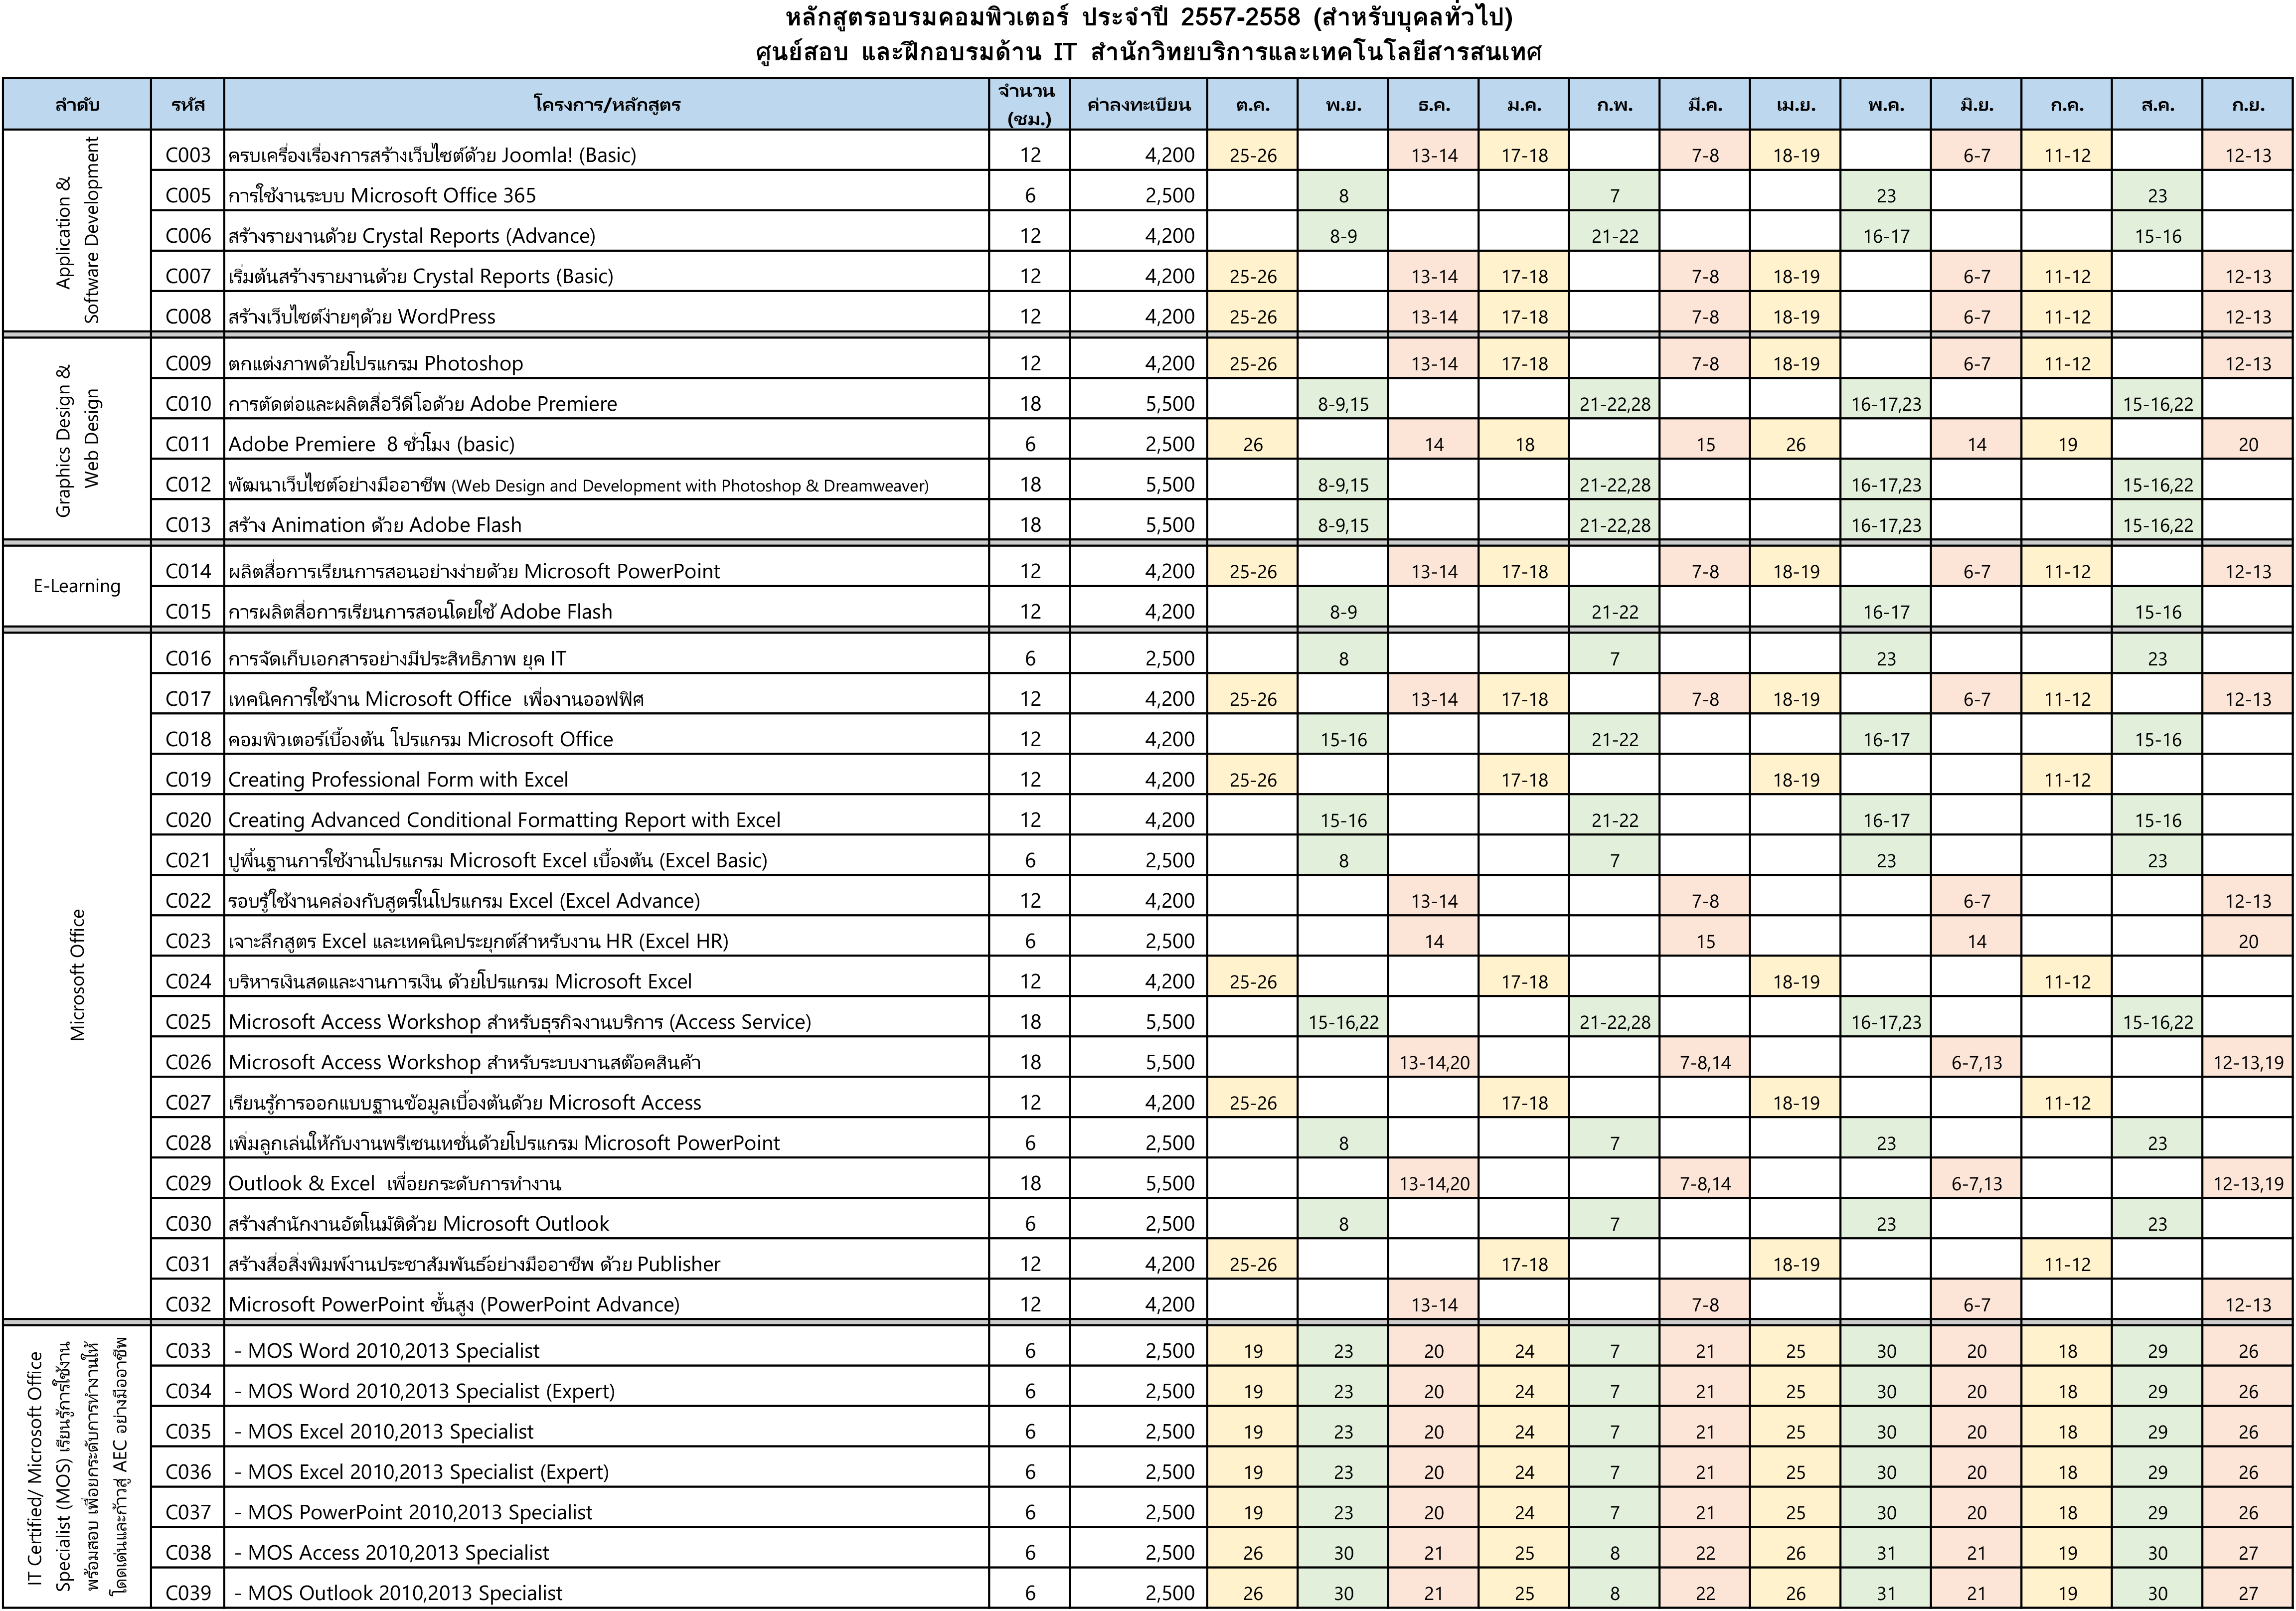 หลักสูตรอบรมคอมพิวเตอร์ ประจำปี 2557-2558 (สำหรับบุคลทั่วไป)
ศูนย์สอบ และฝึกอบรมด้าน IT สำนักวิทยบริการและเทคโนโลยีสารสนเทศ
ลำดับ รหัส โครงการ/หลักสูตร จำนวน (ชม.) ค่าลงทะเบียน ต.ค. พ.ย. ธ.ค. ม.ค. ก.พ. มี.ค. เม.ย. พ.ค. มิ.ย. ก.ค. ส.ค. ก.ย.
Application &
Software Development
C003 ครบเครื่องเรื่องการสร้างเว็บไซต์ด้วย Joomla! (Basic) 12 4,200 25-26 13-14 17-18 7-8 18-19 6-7 11-12 12-13
C005 การใช้งานระบบ Microsoft Office 365 6 2,500 8 7 23 23
C006 สร้างรายงานด้วย Crystal Reports (Advance) 12 4,200 8-9 21-22 16-17 15-16
C007 เริ่มต้นสร้างรายงานด้วย Crystal Reports (Basic) 12 4,200 25-26 13-14 17-18 7-8 18-19 6-7 11-12 12-13
C008 สร้างเว็บไซต์ง่ายๆด้วย WordPress 12 4,200 25-26 13-14 17-18 7-8 18-19 6-7 11-12 12-13
Graphics Design &
Web Design
C009 ตกแต่งภาพด้วยโปรแกรม Photoshop 12 4,200 25-26 13-14 17-18 7-8 18-19 6-7 11-12 12-13
C010 การตัดต่อและผลิตสื่อวีดีโอด้วย Adobe Premiere 18 5,500 8-9,15 21-22,28 16-17,23 15-16,22
C011 Adobe Premiere 8 ชั่วโมง (basic) 6 2,500 26 14 18 15 26 14 19 20
C012 พัฒนาเว็บไซต์อย่างมืออาชีพ (Web Design and Development with Photoshop & Dreamweaver) 18 5,500 8-9,15 21-22,28 16-17,23 15-16,22
C013 สร้าง Animation ด้วย Adobe Flash 18 5,500 8-9,15 21-22,28 16-17,23 15-16,22
E-Learning
C014 ผลิตสื่อการเรียนการสอนอย่างง่ายด้วย Microsoft PowerPoint 12 4,200 25-26 13-14 17-18 7-8 18-19 6-7 11-12 12-13
C015 การผลิตสื่อการเรียนการสอนโดยใช้ Adobe Flash 12 4,200 8-9 21-22 16-17 15-16
Microsoft Office
C016 การจัดเก็บเอกสารอย่างมีประสิทธิภาพ ยุค IT 6 2,500 8 7 23 23
C017 เทคนิคการใช้งาน Microsoft Office เพื่องานออฟฟิศ 12 4,200 25-26 13-14 17-18 7-8 18-19 6-7 11-12 12-13
C018 คอมพิวเตอร์เบื้องต้น โปรแกรม Microsoft Office 12 4,200 15-16 21-22 16-17 15-16
C019 Creating Professional Form with Excel 12 4,200 25-26 17-18 18-19 11-12
C020 Creating Advanced Conditional Formatting Report with Excel 12 4,200 15-16 21-22 16-17 15-16
C021 ปูพื้นฐานการใช้งานโปรแกรม Microsoft Excel เบื้องต้น (Excel Basic) 6 2,500 8 7 23 23
C022 รอบรู้ใช้งานคล่องกับสูตรในโปรแกรม Excel (Excel Advance) 12 4,200 13-14 7-8 6-7 12-13
C023 เจาะลึกสูตร Excel และเทคนิคประยุกต์สำหรับงาน HR (Excel HR) 6 2,500 14 15 14 20
C024 บริหารเงินสดและงานการเงิน ด้วยโปรแกรม Microsoft Excel 12 4,200 25-26 17-18 18-19 11-12
C025 Microsoft Access Workshop สำหรับธุรกิจงานบริการ (Access Service) 18 5,500 15-16,22 21-22,28 16-17,23 15-16,22
C026 Microsoft Access Workshop สำหรับระบบงานสต๊อคสินค้า 18 5,500 13-14,20 7-8,14 6-7,13 12-13,19
C027 เรียนรู้การออกแบบฐานข้อมูลเบื้องต้นด้วย Microsoft Access 12 4,200 25-26 17-18 18-19 11-12
C028 เพิ่มลูกเล่นให้กับงานพรีเซนเทชั่นด้วยโปรแกรม Microsoft PowerPoint 6 2,500 8 7 23 23
C029 Outlook & Excel เพื่อยกระดับการทำงาน 18 5,500 13-14,20 7-8,14 6-7,13 12-13,19
C030 สร้างสำนักงานอัตโนมัติด้วย Microsoft Outlook 6 2,500 8 7 23 23
C031 สร้างสื่อสิ่งพิมพ์งานประชาสัมพันธ์อย่างมืออาชีพ ด้วย Publisher 12 4,200 25-26 17-18 18-19 11-12
C032 Microsoft PowerPoint ขั้นสูง (PowerPoint Advance) 12 4,200 13-14 7-8 6-7 12-13
IT Certified/ Microsoft Office
Specialist (MOS) เรียนรู้การใช้งาน
พร้อมสอบ เพื่อยกระดับการทำงานให้
โดดเด่นและก้าวสู่ AEC อย่างมืออาชีพ
C033 - MOS Word 2010,2013 Specialist 6 2,500 19 23 20 24 7 21 25 30 20 18 29 26
C034 - MOS Word 2010,2013 Specialist (Expert) 6 2,500 19 23 20 24 7 21 25 30 20 18 29 26
C035 - MOS Excel 2010,2013 Specialist 6 2,500 19 23 20 24 7 21 25 30 20 18 29 26
C036 - MOS Excel 2010,2013 Specialist (Expert) 6 2,500 19 23 20 24 7 21 25 30 20 18 29 26
C037 - MOS PowerPoint 2010,2013 Specialist 6 2,500 19 23 20 24 7 21 25 30 20 18 29 26
C038 - MOS Access 2010,2013 Specialist 6 2,500 26 30 21 25 8 22 26 31 21 19 30 27
C039 - MOS Outlook 2010,2013 Specialist 6 2,500 26 30 21 25 8 22 26 31 21 19 30 27